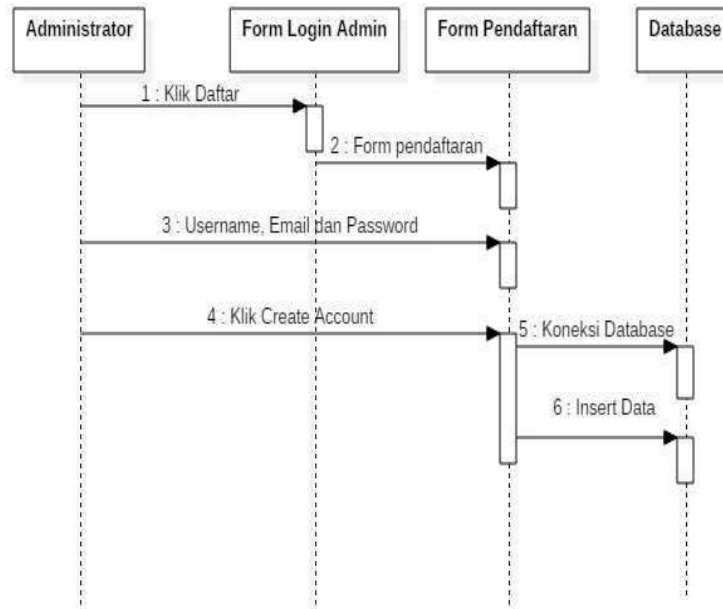 Administrator
Form Login Admin
Form Pendaftaran
Database
1 : Klik Daftar
2 : Form pendaftaran
3 : Username, Email dan Password
4 : Klik Create Account
5 : Koneksi Database
6 : Insert Data